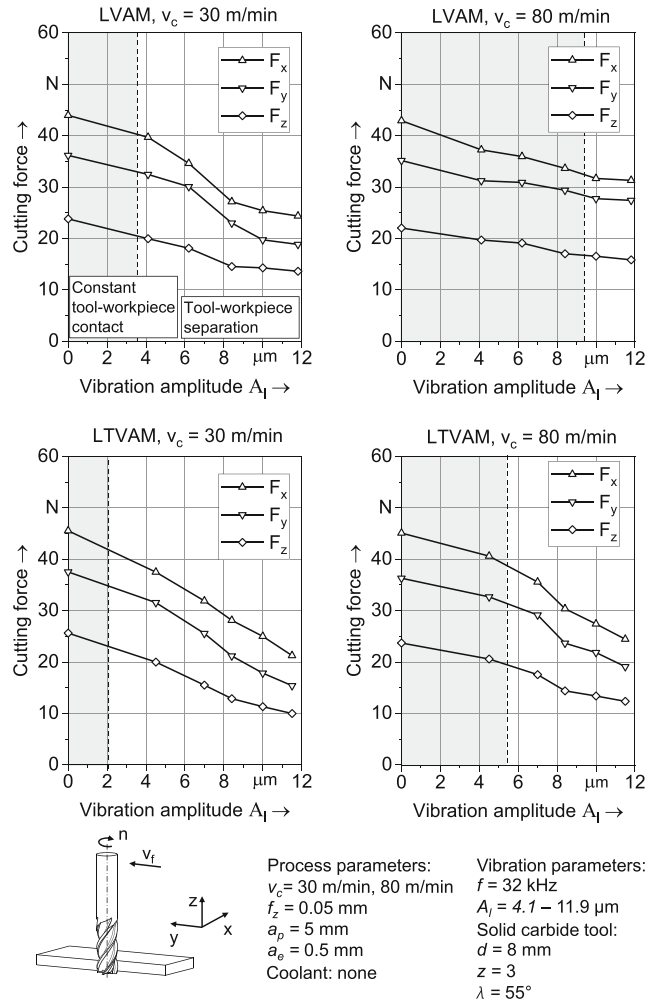 LVAM, v_c = 30 m/min
LVAM, v_c = 80 m/min
60
N
40
30
20
10
0
Cutting force →
F_x
F_y
F_z
Constant
tool-workpiece
contact
Tool-workpiece
separation
0 2 4 6 8 μm 12
Vibration amplitude A_l →
60
N
40
30
20
10
0
Cutting force →
F_x
F_y
F_z
0 2 4 6 8 μm 12
Vibration amplitude A_l →
LTVAM, v_c = 30 m/min
LTVAM, v_c = 80 m/min
60
N
40
30
20
10
0
Cutting force →
F_x
F_y
F_z
0 2 4 6 8 μm 12
Vibration amplitude A_l →
60
N
40
30
20
10
0
Cutting force →
F_x
F_y
F_z
0 2 4 6 8 μm 12
Vibration amplitude A_l →
n
v_f
z
y
x
Process parameters:
v_c= 30 m/min, 80 m/min
f_z = 0.05 mm
a_p = 5 mm
a_e = 0.5 mm
Coolant: none
Vibration parameters:
f = 32 kHz
A_l = 4.1 – 11.9 μm
Solid carbide tool:
d = 8 mm
z = 3
λ = 55°